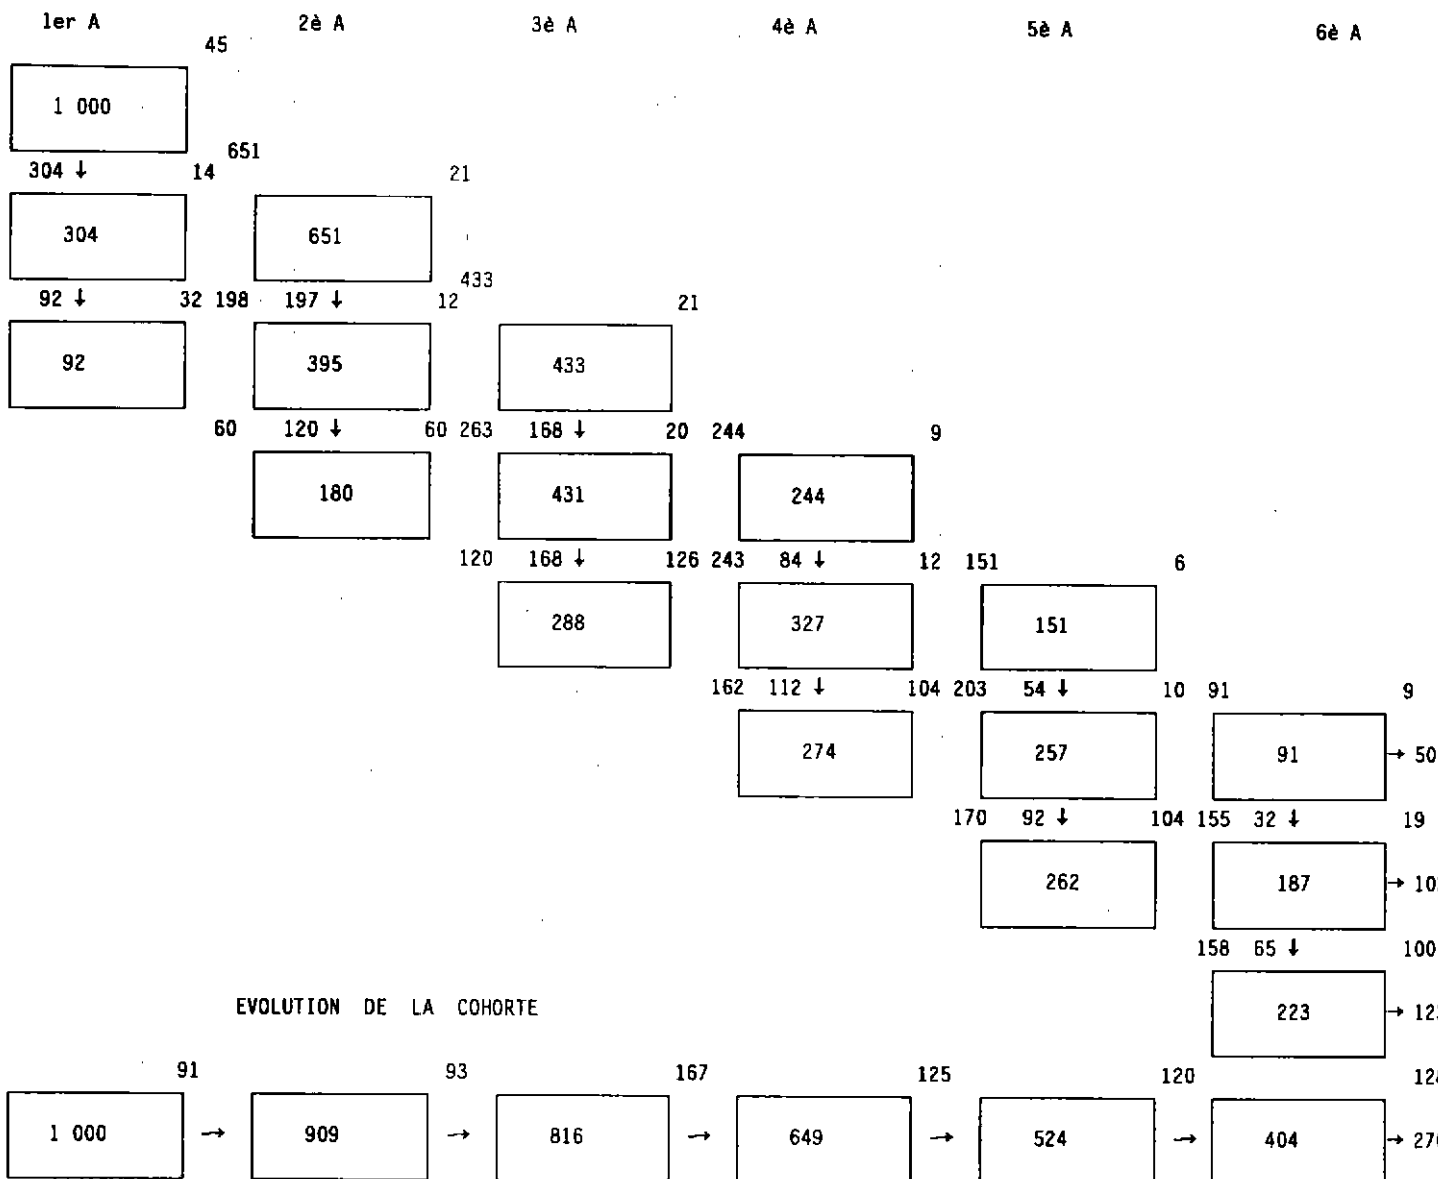 1er A 2è A 3è A 4è A 5è A 6è A
45
1 000
651
304 ↓ 14 21
304 651
433
92 ↓ 32 198 197 ↓ 12 21
92 395 433
60 120 ↓ 60 263 168 ↓ 20 244 9
180 431 244
120 168 ↓ 126 243 84 ↓ 12 151 6
288 327 151
162 112 ↓ 104 203 54 ↓ 10 91 9
274 257 91 → 50
170 92 ↓ 104 155 32 ↓ 19
262 187 →
158 65 ↓ 100
EVOLUTION DE LA COHORTE
223 →
91 93 167 125 120
1 000 → 909 → 816 → 649 → 524 → 404 →